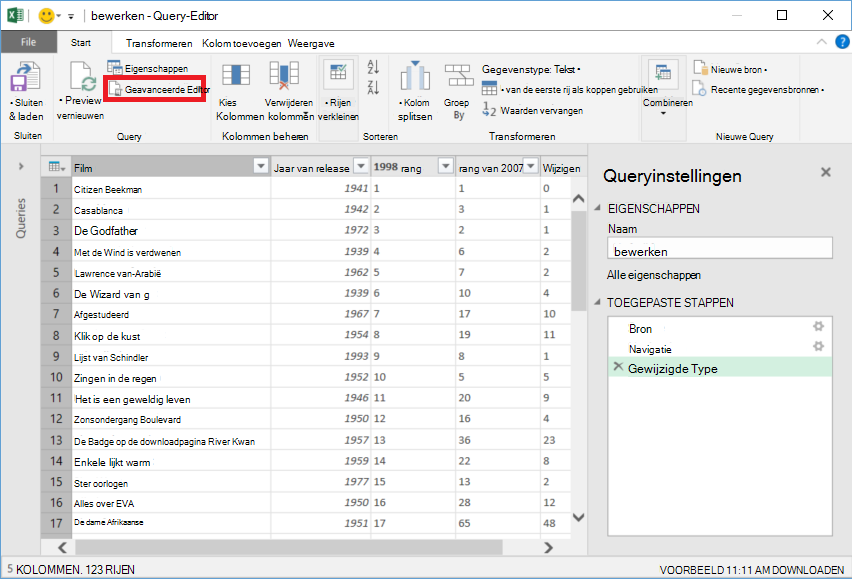 bewerken - Query-Editor
File Start Transformeren Kolom toevoegen Weergave
• Sluiten & laden
Sluiten
• Preview vernieuwen
Eigenschappen
Geavanceerde Editor
Query
Kies Kolommen
Verwijderen kolommen
Kolommen beheren
• Rijen verkleinen
Sorteren
• Kolom splitsen
Groep By
Gegevenstype: Tekst •
• van de eerste rij als koppen gebruiken
Waarden vervangen
Transformeren
Combineren
Nieuwe bron •
Recente gegevensbronnen •
Nieuwe Query
Queries
Film Jaar van release 1998 rang rang van 2007 Wijzigen
1 Citizen Beekman 1941 1 1 0
2 Casablanca 1942 2 3 1
3 De Godfather 1972 3 2 1
4 Met de Wind is verdwenen 1939 4 6 2
5 Lawrence van-Arabië 1962 5 7 2
6 De Wizard van g 1939 6 10 4
7 Afgestudeerd 1967 7 17 10
8 Klik op de kust 1954 8 19 11
9 Lijst van Schindler 1993 9 8 1
10 Zingen in de regen 1952 10 5 5
11 'Het is een geweldig leven 1946 11 20 9
12 Zonsondergang Boulevard 1950 12 16 4
13 De Badge op de downloadpagina River Kwan 1957 13 36 23
14 Enkele lijkt warm 1959 14 22 8
15 Ster oorlogen 1977 15 13 2
16 Alles over EVA 1950 16 28 12
17 De dame Afrikaanse 1951 17 65 48
Queryinstellingen
EIGENSCHAPPEN
Naam
bewerken
Alle eigenschappen
TOEGEPASTE STAPPEN
Bron
Navigatie
Gewijzigde Type
5 KOLOMMEN. 123 RIJEN
VOORBEELD 11:11 AM DOWNLOADEN